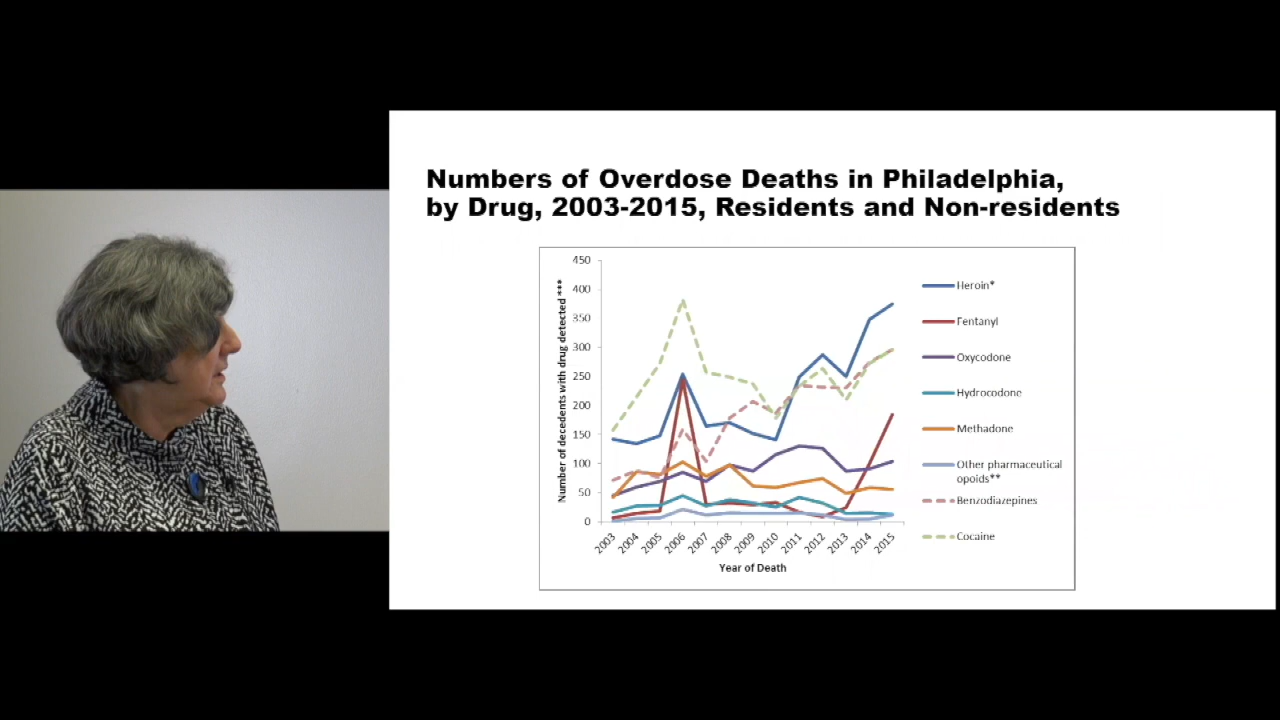 Numbers of Overdose Deaths in Philadelphia,
by Drug, 2003-2015, Residents and Non-residents
Number of decedents with drug detected ***
450
400
350
300
250
200
150
100
50
0
2003
2004
2005
2006
2007
2008
2009
2010
2011
2012
2013
2014
2015
Year of Death
Heroin*
Fentanyl
Oxycodone
Hydrocodone
Methadone
Other pharmaceutical
opoids**
Benzodiazepines
Cocaine